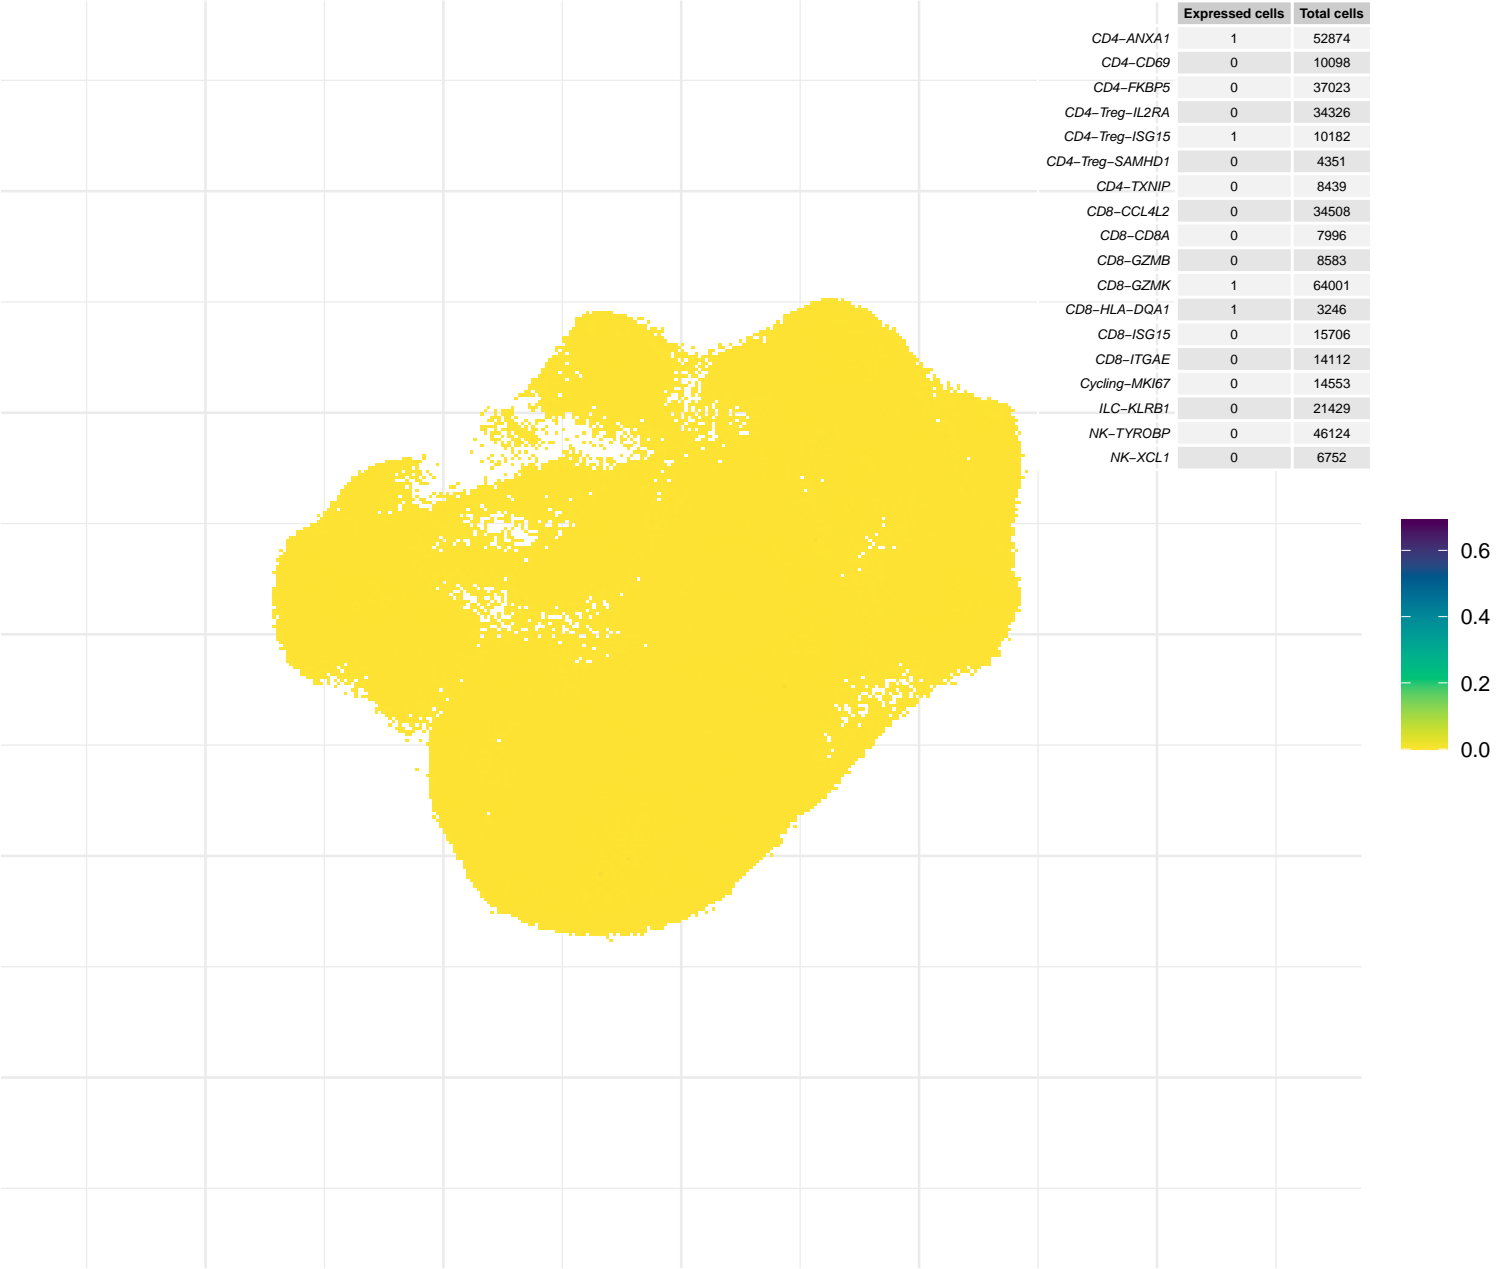 Expressed cells Total cells
CD4−ANXA1 1 52874
CD4−CD69 0 10098
CD4−FKBP5 0 37023
CD4−Treg−IL2RA 0 34326
CD4−Treg−ISG15 1 10182
CD4−Treg−SAMHD1 0 4351
CD4−TXNIP 0 8439
CD8−CCL4L2 0 34508
CD8−CD8A 0 7996
CD8−GZMB 0 8583
CD8−GZMK 1 64001
CD8−HLA−DQA1 1 3246
CD8−ISG15 0 15706
CD8−ITGAE 0 14112
Cycling−MKI67 0 14553
ILC−KLRB1 0 21429
NK−TYROBP 0 46124
NK−XCL1 0 6752
0.6
0.4
0.2
0.0